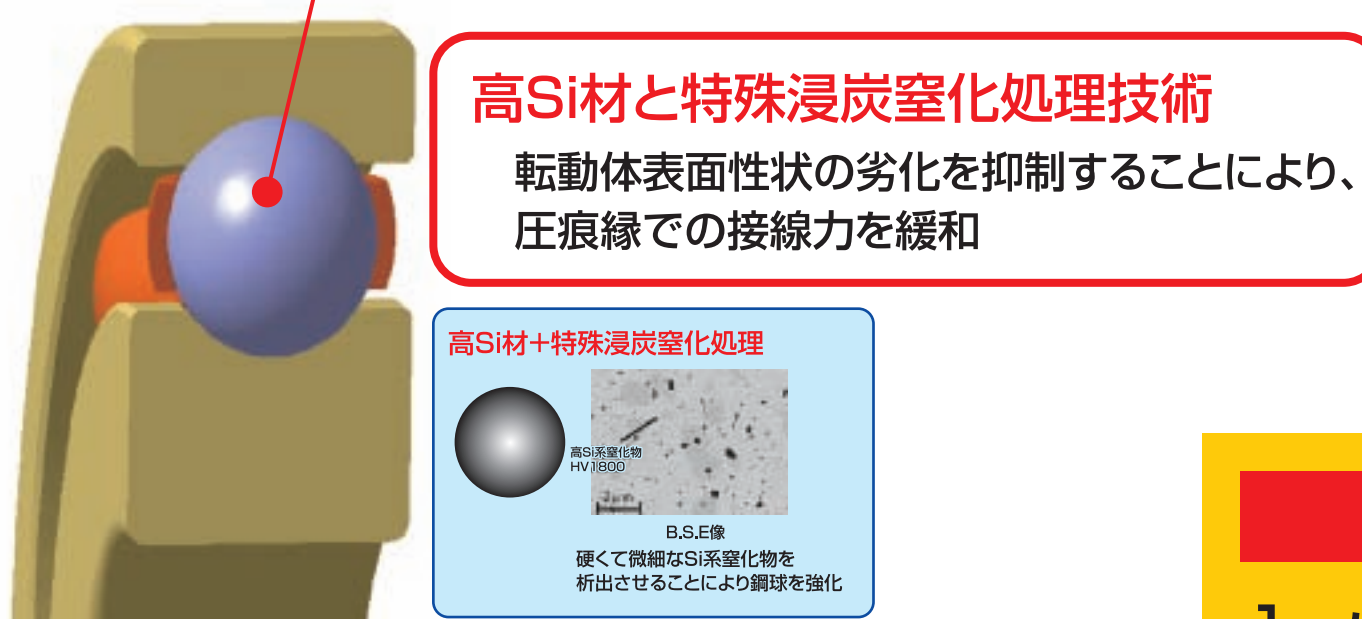 高Si材と特殊浸炭窒化処理技術
転動体表面性状の劣化を抑制することにより、
圧痕縁での接線力を緩和
高Si材＋特殊浸炭窒化処理
高Si系窒化物
HV1800
2μm
B.S.E像
硬くて微細なSi系窒化物を
析出させることにより鋼球を強化